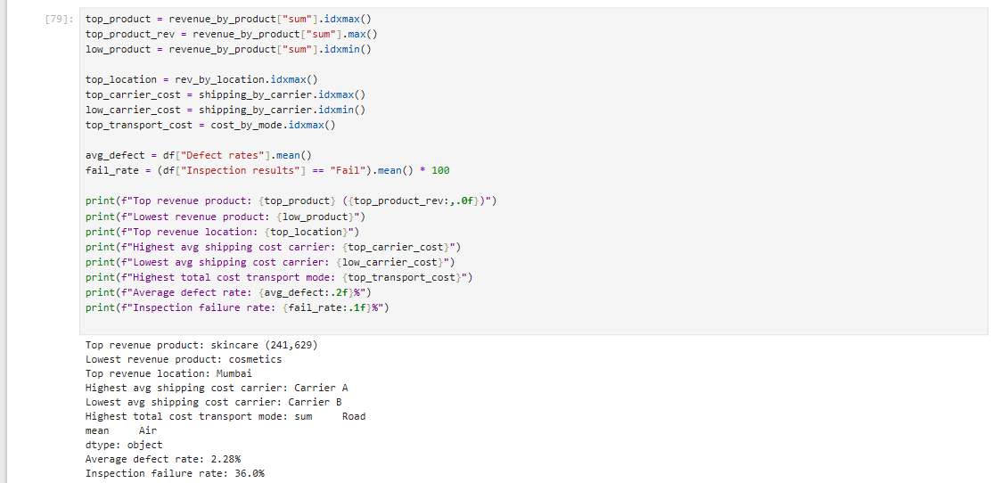 [79]:
top_product = revenue_by_product["sum"].idxmax()
top_product_rev = revenue_by_product["sum"].max()
low_product = revenue_by_product["sum"].idxmin()
top_location = rev_by_location.idxmax()
top_carrier_cost = shipping_by_carrier.idxmax()
low_carrier_cost = shipping_by_carrier.idxmin()
top_transport_cost = cost_by_mode.idxmax()
avg_defect = df["Defect rates"].mean()
fail_rate = (df["Inspection results"] == "Fail").mean() * 100
print(f"Top revenue product: {top_product} ({top_product_rev:,.0f})")
print(f"Lowest revenue product: {low_product}")
print(f"Top revenue location: {top_location}")
print(f"Highest avg shipping cost carrier: {top_carrier_cost}")
print(f"Lowest avg shipping cost carrier: {low_carrier_cost}")
print(f"Highest total cost transport mode: {top_transport_cost}")
print(f"Average defect rate: {avg_defect:.2f}%")
print(f"Inspection failure rate: {fail_rate:.1f}%")
Top revenue product: skincare (241,629)
Lowest revenue product: cosmetics
Top revenue location: Mumbai
Highest avg shipping cost carrier: Carrier A
Lowest avg shipping cost carrier: Carrier B
Highest total cost transport mode: sum     Road
mean     Air
dtype: object
Average defect rate: 2.28%
Inspection failure rate: 36.0%